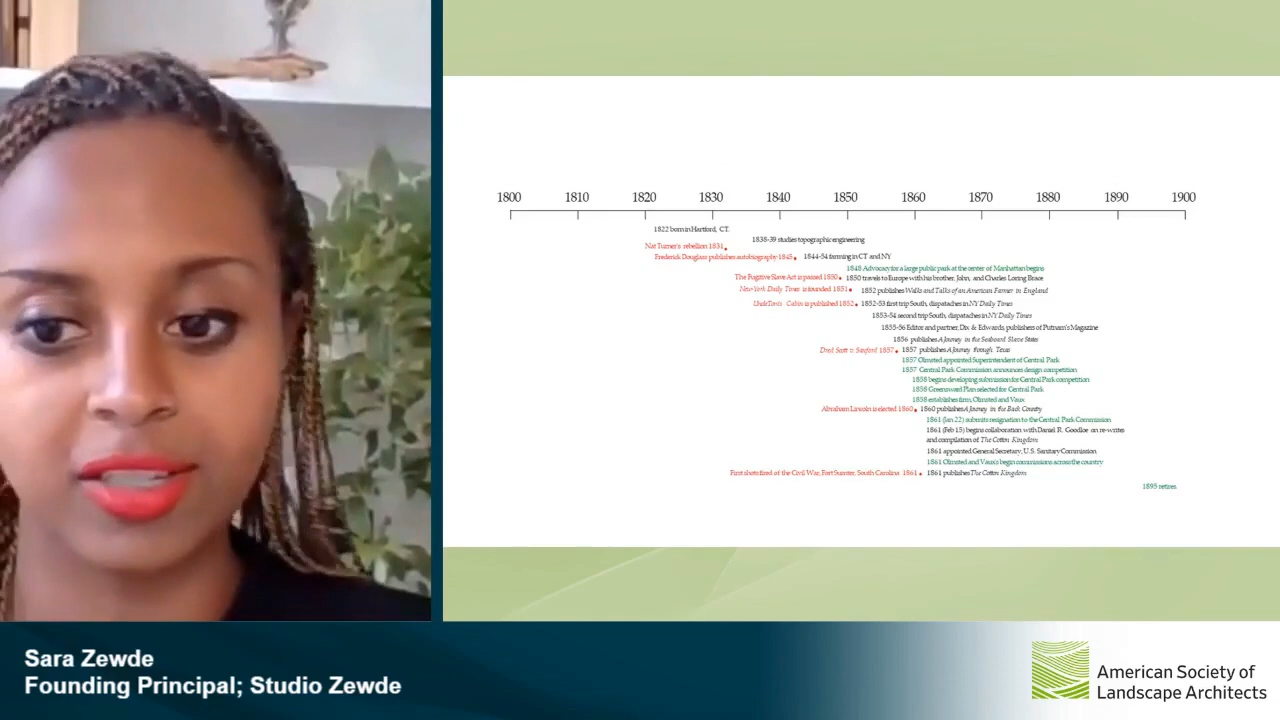 1800 1810 1820 1830 1840 1850 1860 1870 1880 1890 1900
1822 born in Hartford, CT.
1838-39 studies topographic engineering
Nat Turner's rebellion 1831
Frederick Douglass publishes autobiography 1845
1844-54 farming in CT and NY
1848 Advocacy for a large public park at the center of Manhattan begins
The Fugitive Slave Act is passed 1850
1850 travels to Europe with his brother, John, and Charles Loring Brace
New-York Daily Times is founded 1851
1852 publishes Walks and Talks of an American Farmer in England
Uncle Tom's Cabin is published 1852
1852-53 first trip South, dispatches in NY Daily Times
1853-54 second trip South, dispatches in NY Daily Times
1855-56 Editor and partner, Dix & Edwards, publishers of Putnam's Magazine
1856 publishes A Journey in the Seaboard Slave States
Dred Scott v. Sanford 1857
1857 publishes A Journey through Texas
1857 Olmsted appointed Superintendent of Central Park
1857 Central Park Commission announces design competition
1858 begins developing submission for Central Park competition
1858 Greensward Plan selected for Central Park
1858 establishes firm, Olmsted and Vaux
Abraham Lincoln is elected 1860
1860 publishes A Journey in the Back Country
1861 (Jan 22) submits resignation to the Central Park Commission
1861 (Feb 15) begins collaboration with Daniel R. Goodloe on re-writes
and compilation of The Cotton Kingdom
1861 appointed General Secretary, U.S. Sanitary Commission
1861 Olmsted and Vaux's begin commissions across the country
First shots fired of the Civil War, Fort Sumter, South Carolina 1861
1861 publishes The Cotton Kingdom
1895 retires
Sara Zewde
Founding Principal; Studio Zewde
American Society of
Landscape Architects